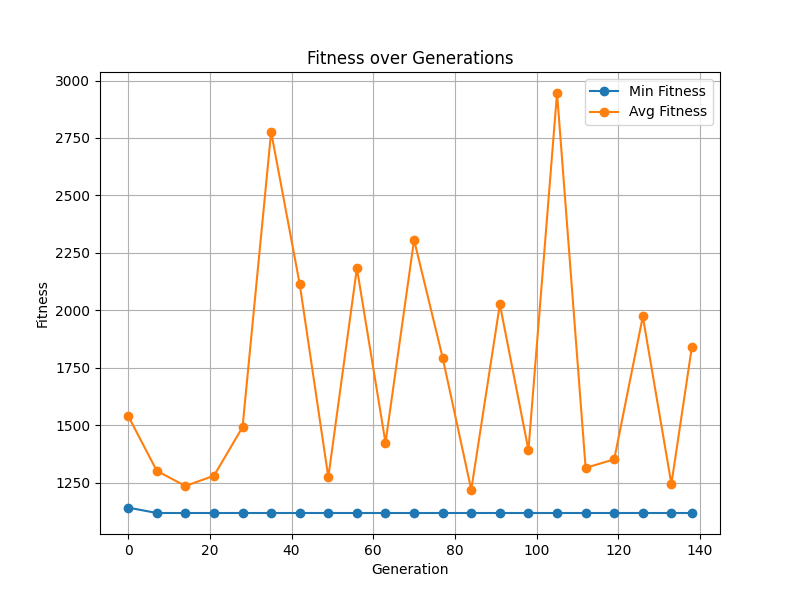 Fitness over Generations
Min Fitness
Avg Fitness
3000
2750
2500
2250
2000
1750
1500
1250
Fitness
0 20 40 60 80 100 120 140
Generation